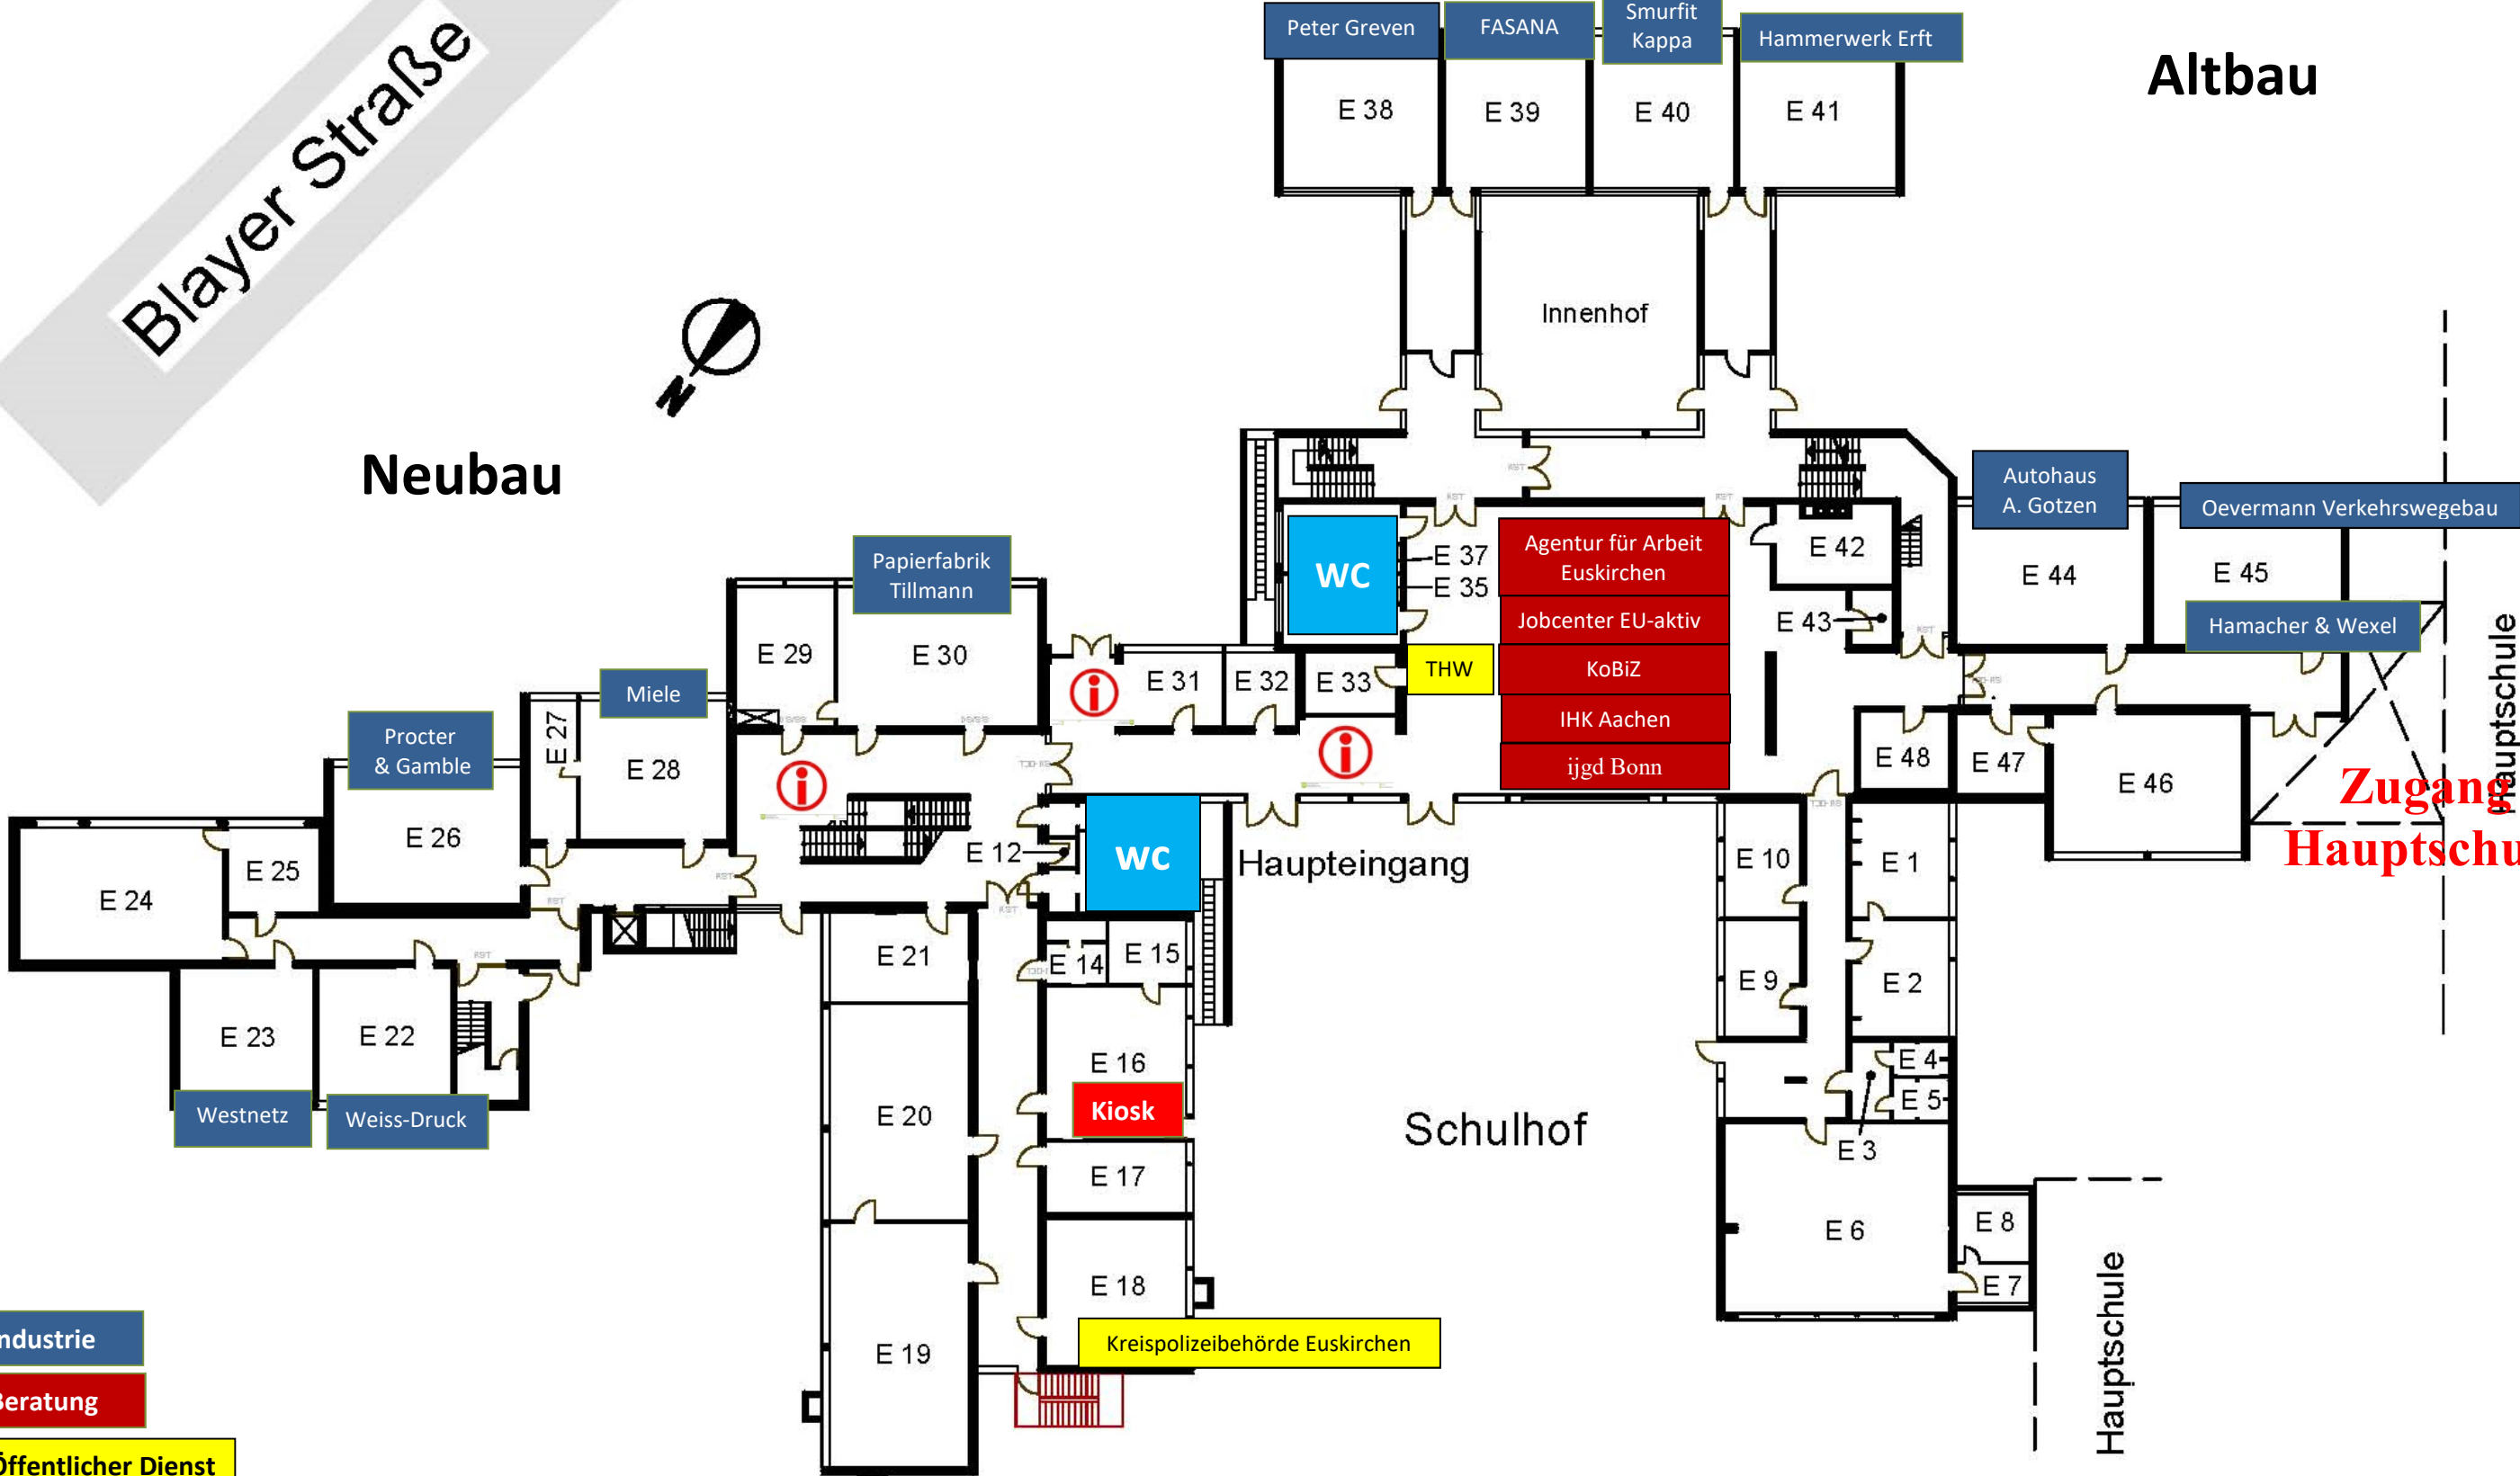 Blayer Straße
Peter Greven
FASANA
Smurfit
Kappa
Hammerwerk Erft
Altbau
E 38
E 39
E 40
E 41
Innenhof
N
Neubau
Autohaus
A. Gotzen
Oevermann Verkehrswegebau
Papierfabrik
Tillmann
WC
E 37
E 35
Agentur für Arbeit
Euskirchen
E 42
E 44
E 45
Jobcenter EU-aktiv
E 43
Hamacher & Wexel
Hauptschule
E 29
E 30
i
E 31
E 32
E 33
THW
KoBiZ
Miele
IHK Aachen
Procter
& Gamble
E 27
E 28
i
i
ijgd Bonn
E 48
E 47
E 46
Zugang
Hauptschu
E 26
E 12
WC
Haupteingang
E 10
E 1
E 24
E 25
E 21
E 14
E 15
E 9
E 2
E 23
E 22
E 16
E 4
E 5
Westnetz
Weiss-Druck
E 20
Kiosk
Schulhof
E 3
E 17
E 6
E 8
E 18
E 7
Hauptschule
ndustrie
E 19
Kreispolizeibehörde Euskirchen
Beratung
Öffentlicher Dienst